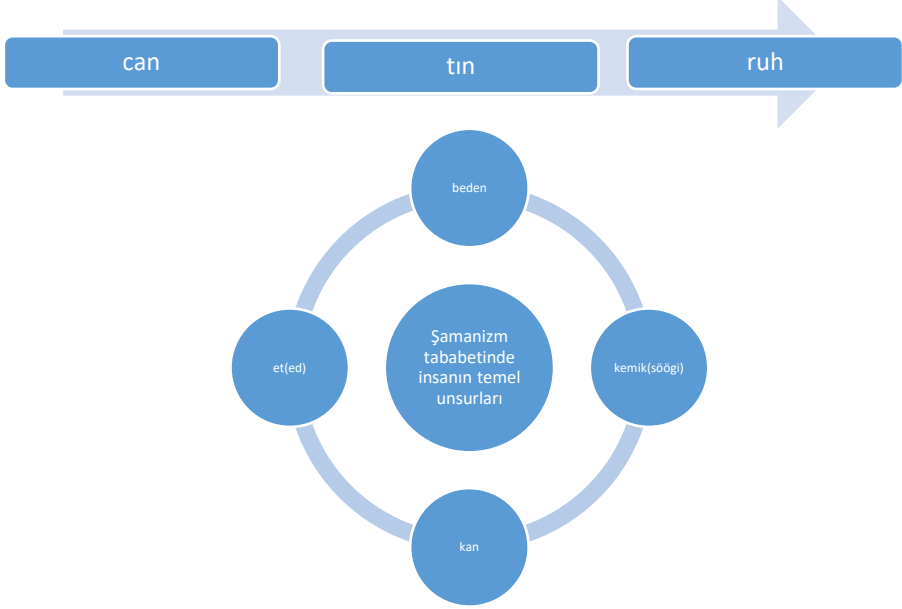 can
tın
ruh
beden
et(ed)
Şamanizm
tababetinde
insanın temel
unsurları
kemik(söögi)
kan